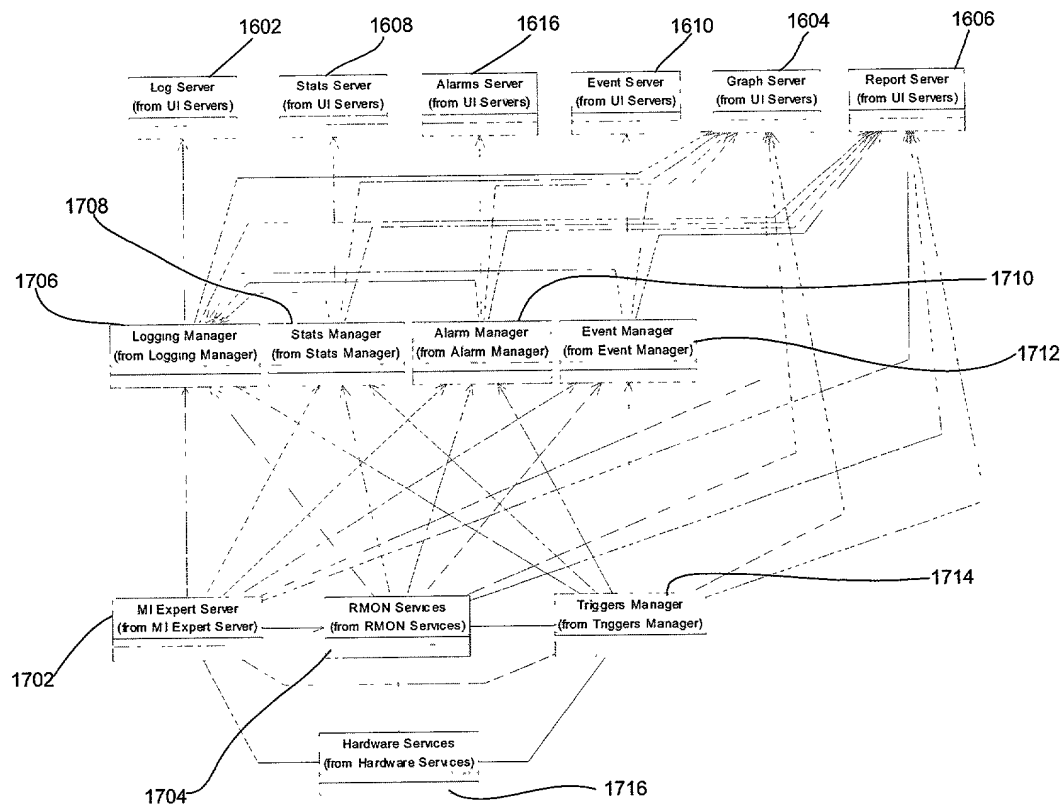 1602
1608
1616
1610
1604
1606
Log Server
(from UI Servers)
Stats Server
(from UI Servers)
Alarms Server
(from UI Servers)
Event Server
(from UI Servers)
Graph Server
(from UI Servers)
Report Server
(from UI Servers)
1708
1706
1710
Logging Manager
(from Logging Manager)
Stats Manager
(from Stats Manager)
Alarm Manager
(from Alarm Manager)
Event Manager
(from Event Manager)
1712
1714
MI Expert Server
(from MI Expert Server)
RMON Services
(from RMON Services)
Triggers Manager
(from Triggers Manager)
1702
Hardware Services
(from Hardware Services)
1704
1716